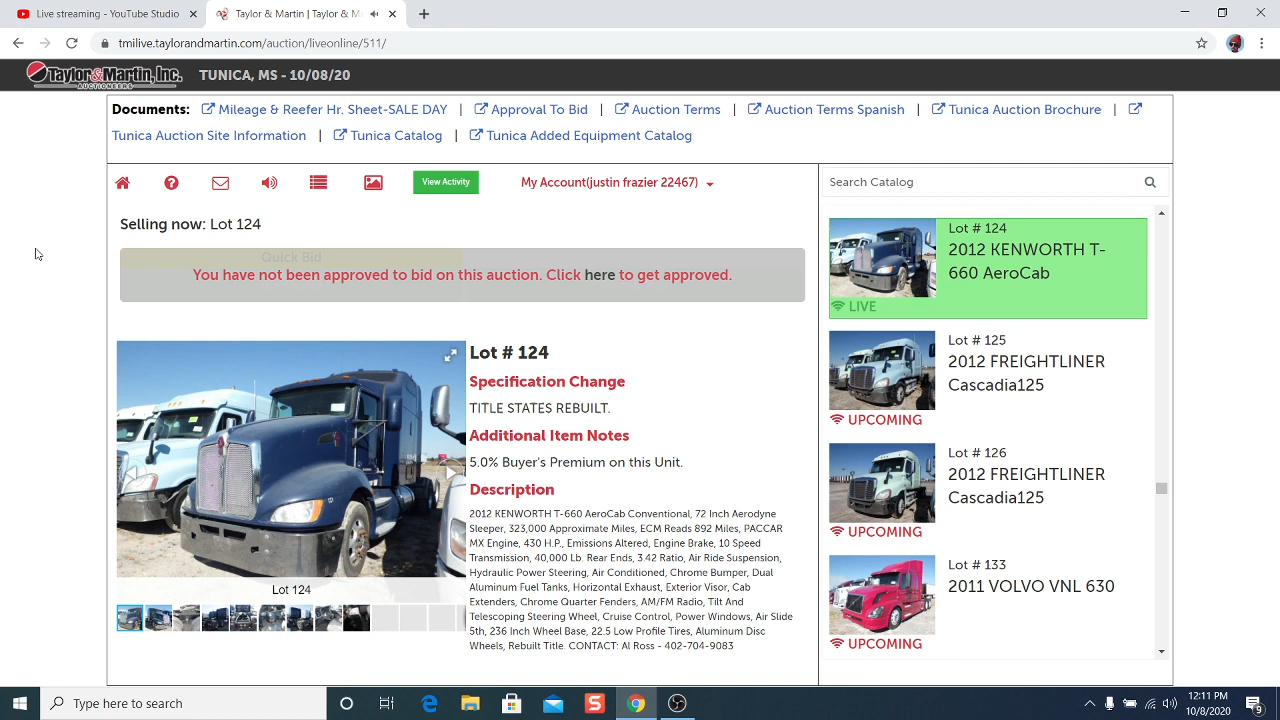 Live streaming - YouTube Studio
Taylor & Martin | Taylor & M
tmlive.taylorandmartin.com/auction/liveonline/511/
Taylor & Martin, Inc.
AUCTIONEERS
TUNICA, MS - 10/08/20
Documents: Mileage & Reefer Hr. Sheet-SALE DAY | Approval To Bid | Auction Terms | Auction Terms Spanish | Tunica Auction Brochure |
Tunica Auction Site Information | Tunica Catalog | Tunica Added Equipment Catalog
View Activity
My Account(justin frazier 22467)
Search Catalog
Selling now: Lot 124
Quick Bid
You have not been approved to bid on this auction. Click here to get approved.
Lot 124
Lot # 124
Specification Change
TITLE STATES REBUILT.
Additional Item Notes
5.0% Buyer's Premium on this Unit.
Description
2012 KENWORTH T-660 AeroCab Conventional, 72 Inch Aerodyne
Sleeper, 323,000 Approximate Miles, ECM Reads 892 Miles, PACCAR
MX Engine, 430 H.P., Emissions Altered, Engine Brake, 10 Speed
Transmission, 40,000 Lb. Rear Ends, 3.42 Ratio, Air Ride Suspension,
Hydraulic Power Steering, Air Conditioned, Chrome Bumper, Dual
Aluminum Fuel Tanks, Horizontal Exhaust, Exterior Visor, Cab
Extenders, Chrome Quarter Fenders, AM/FM Radio, Tilt And
Telescoping Steering Wheel, Cruise Control, Power Windows, Air Slide
5th, 236 Inch Wheel Base, 22.5 Low Profile Tires, Aluminum Disc
Wheels, Rebuilt Title. CONTACT: Al Ross - 402-704-9083
Lot # 124
2012 KENWORTH T-
660 AeroCab
LIVE
Lot # 125
2012 FREIGHTLINER
Cascadia125
UPCOMING
Lot # 126
2012 FREIGHTLINER
Cascadia125
UPCOMING
Lot # 133
2011 VOLVO VNL 630
UPCOMING
Type here to search
12:11 PM
10/8/2020
9